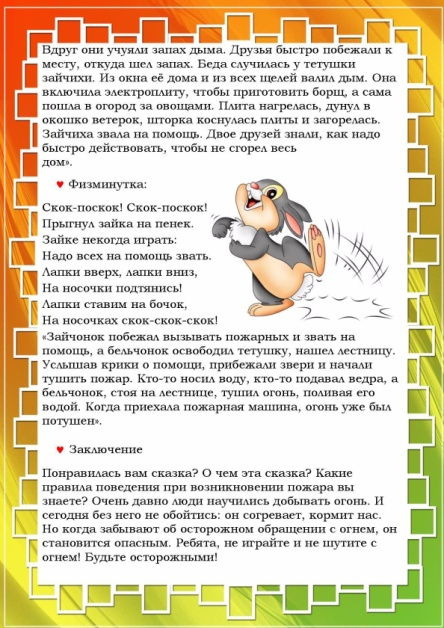 Вдруг они учуяли запах дыма. Друзья быстро побежали к
месту, откуда шел запах. Беда случилась у тетушки
зайчихи. Из окна её дома и из всех щелей валил дым. Она
включила электроплиту, чтобы приготовить борщ, а сама
пошла в огород за овощами. Плита нагрелась, дунул в
окошко ветерок, шторка коснулась плиты и загорелась.
Зайчиха звала на помощь. Двое друзей знали, как надо
быстро действовать, чтобы не сгорел весь
дом».
♥ Физминутка:
Скок-поскок! Скок-поскок!
Прыгнул зайка на пенек.
Зайке некогда играть:
Надо всех на помощь звать.
Лапки вверх, лапки вниз,
На носочки подтянись!
Лапки ставим на бочок,
На носочках скок-скок-скок!
«Зайчонок побежал вызывать пожарных и звать на
помощь, а бельчонок освободил тетушку, нашел лестницу.
Услышав крики о помощи, прибежали звери и начали
тушить пожар. Кто-то носил воду, кто-то подавал ведра, а
бельчонок, стоя на лестнице, тушил огонь, поливая его
водой. Когда приехала пожарная машина, огонь уже был
потушен».
♥ Заключение
Понравилась вам сказка? О чем эта сказка? Какие
правила поведения при возникновении пожара вы
знаете? Очень давно люди научились добывать огонь. И
сегодня без него не обойтись: он согревает, кормит нас.
Но когда забывают об осторожном обращении с огнем, он
становится опасным. Ребята, не играйте и не шутите с
огнем! Будьте осторожными!